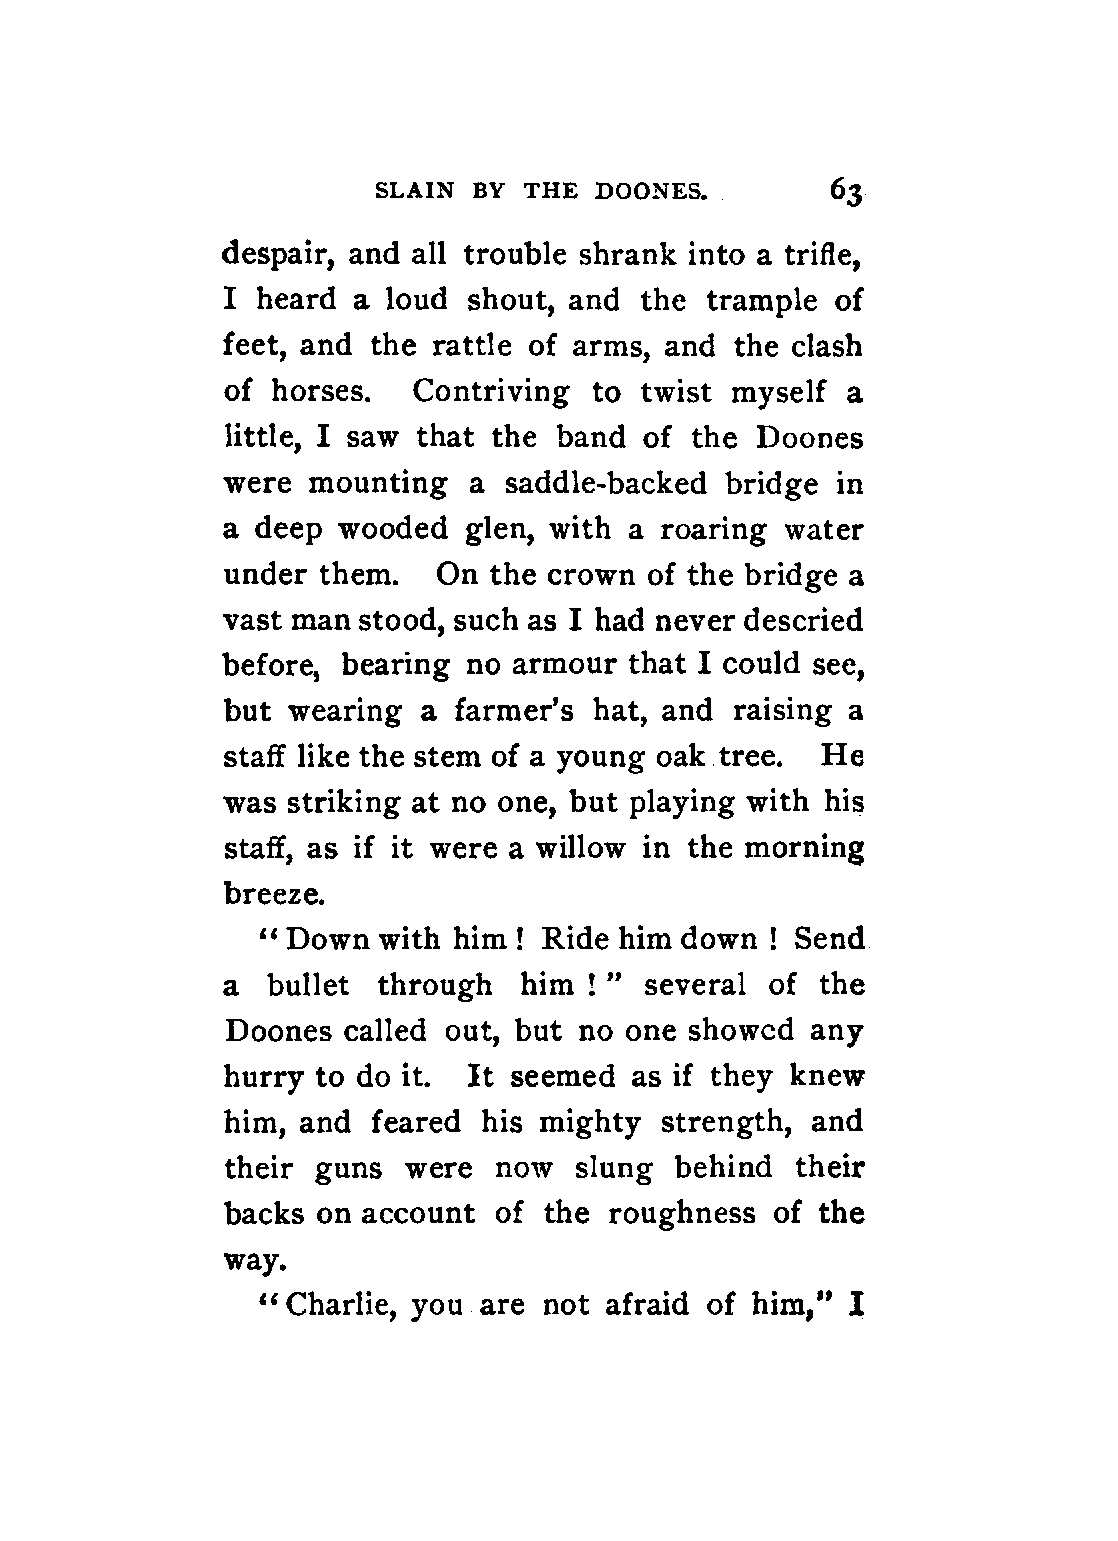 SLAIN BY THE DOONES. 63
despair, and all trouble shrank into a trifle,
I heard a loud shout, and the trample of
feet, and the rattle of arms, and the clash
of horses. Contriving to twist myself a
little, I saw that the band of the Doones
were mounting a saddle-backed bridge in
a deep wooded glen, with a roaring water
under them. On the crown of the bridge a
vast man stood, such as I had never descried
before, bearing no armour that I could see,
but wearing a farmer's hat, and raising a
staff like the stem of a young oak tree. He
was striking at no one, but playing with his
staff, as if it were a willow in the morning
breeze.
"Down with him! Ride him down! Send
a bullet through him!" several of the
Doones called out, but no one showed any
hurry to do it. It seemed as if they knew
him, and feared his mighty strength, and
their guns were now slung behind their
backs on account of the roughness of the
way.
"Charlie, you are not afraid of him," I